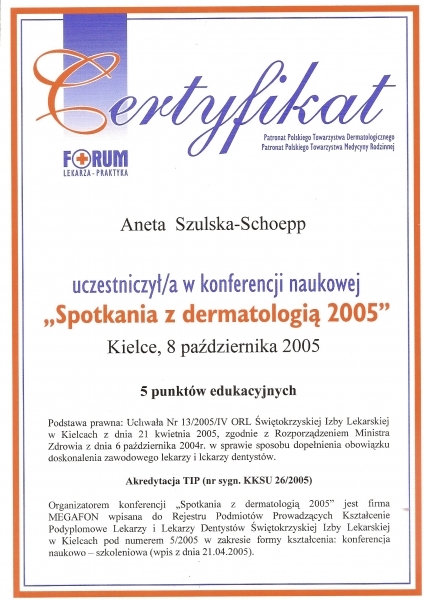 Certyfikat
Patronat Polskiego Towarzystwa Dermatologicznego
Patronat Polskiego Towarzystwa Medycyny Rodzinnej
FORUM
LEKARZA - PRAKTYKA
Aneta Szulska-Schoepp
uczestniczył/a w konferencji naukowej
„Spotkania z dermatologią 2005”
Kielce, 8 października 2005
5 punktów edukacyjnych
Podstawa prawna: Uchwała Nr 13/2005/IV ORL Świętokrzyskiej Izby Lekarskiej
w Kielcach z dnia 21 kwietnia 2005, zgodnie z Rozporządzeniem Ministra
Zdrowia z dnia 6 października 2004r. w sprawie sposobu dopełnienia obowiązku
doskonalenia zawodowego lekarzy i lekarzy dentystów.
Akredytacja TIP (nr sygn. KKSU 26/2005)
Organizatorem konferencji „Spotkania z dermatologią 2005” jest firma
MEGAFON wpisana do Rejestru Podmiotów Prowadzących Kształcenie
Podyplomowe Lekarzy i Lekarzy Dentystów Świętokrzyskiej Izby Lekarskiej
w Kielcach pod numerem 5/2005 w zakresie formy kształcenia: konferencja
naukowo – szkoleniowa (wpis z dnia 21.04.2005).